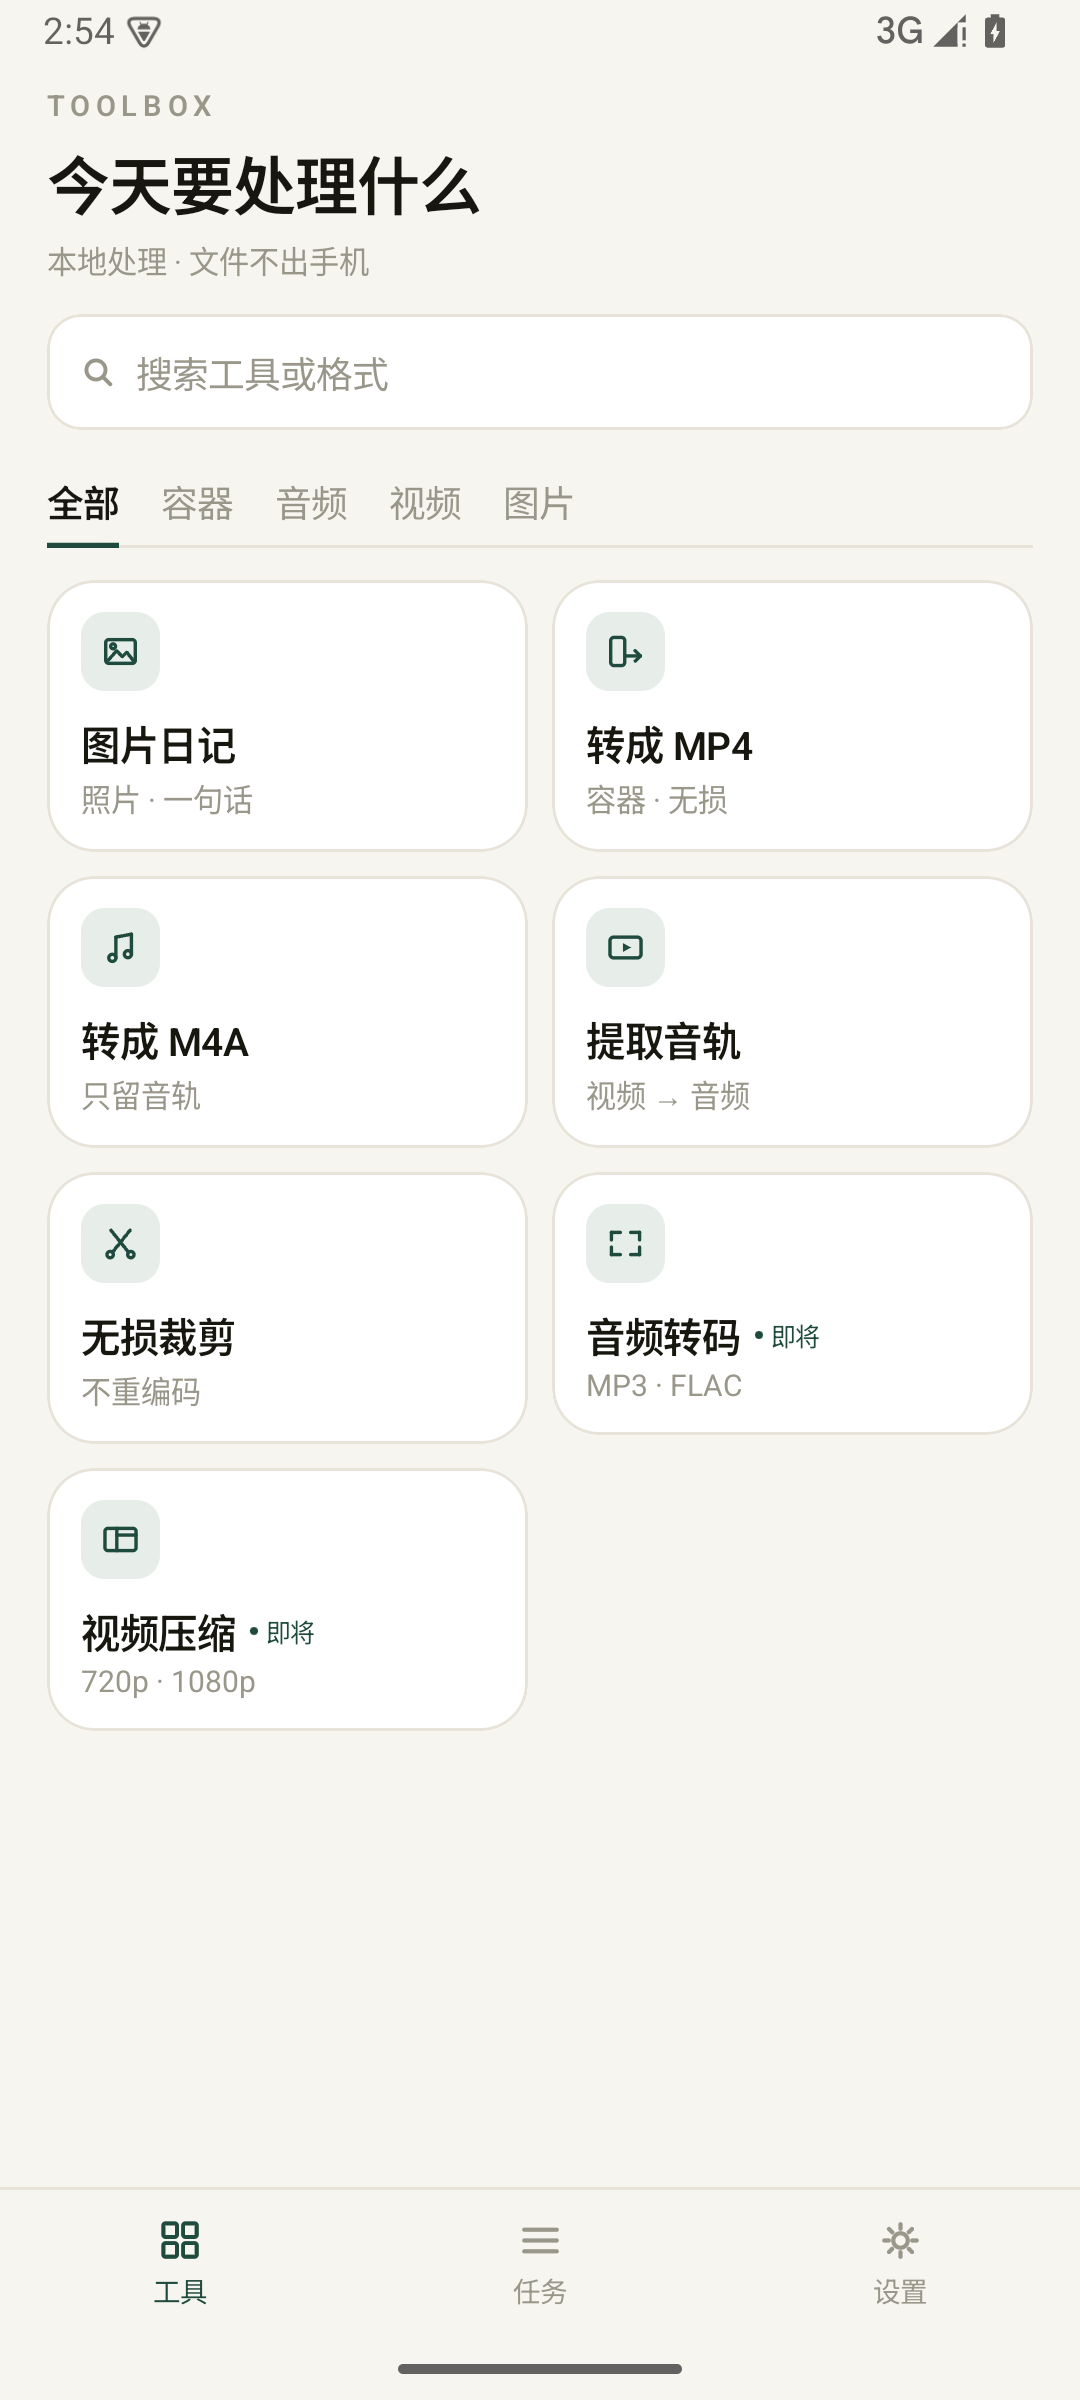 2:54
3G
TOOLBOX
今天要处理什么
本地处理 · 文件不出手机
搜索工具或格式
全部 容器 音频 视频 图片
图片日记
照片 · 一句话
转成 MP4
容器 · 无损
转成 M4A
只留音轨
提取音轨
视频 → 音频
无损裁剪
不重编码
音频转码 • 即将
MP3 · FLAC
视频压缩 • 即将
720p · 1080p
工具 任务 设置